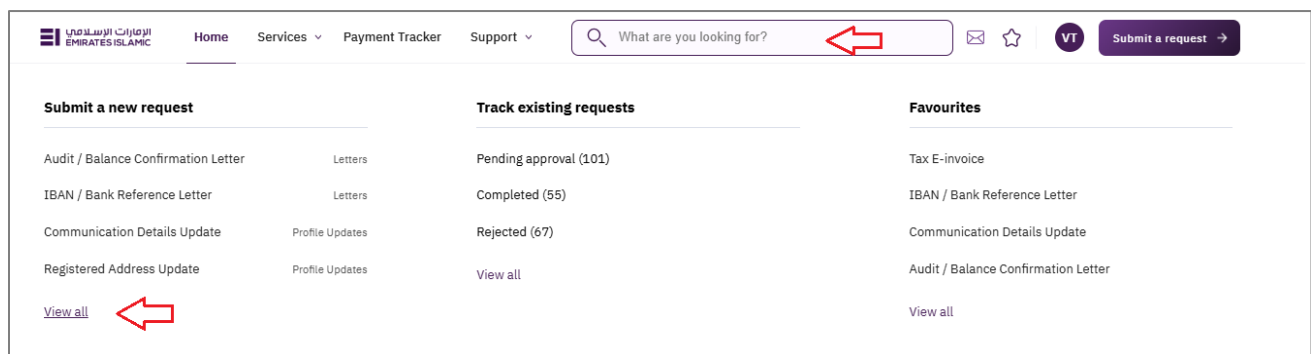 الإمارات الإسلامي
EMIRATES ISLAMIC
Home
Services
Payment Tracker
Support
What are you looking for?
VT
Submit a request →
Submit a new request
Audit / Balance Confirmation Letter Letters
IBAN / Bank Reference Letter Letters
Communication Details Update Profile Updates
Registered Address Update Profile Updates
View all
Track existing requests
Pending approval (101)
Completed (55)
Rejected (67)
View all
Favourites
Tax E-invoice
IBAN / Bank Reference Letter
Communication Details Update
Audit / Balance Confirmation Letter
View all